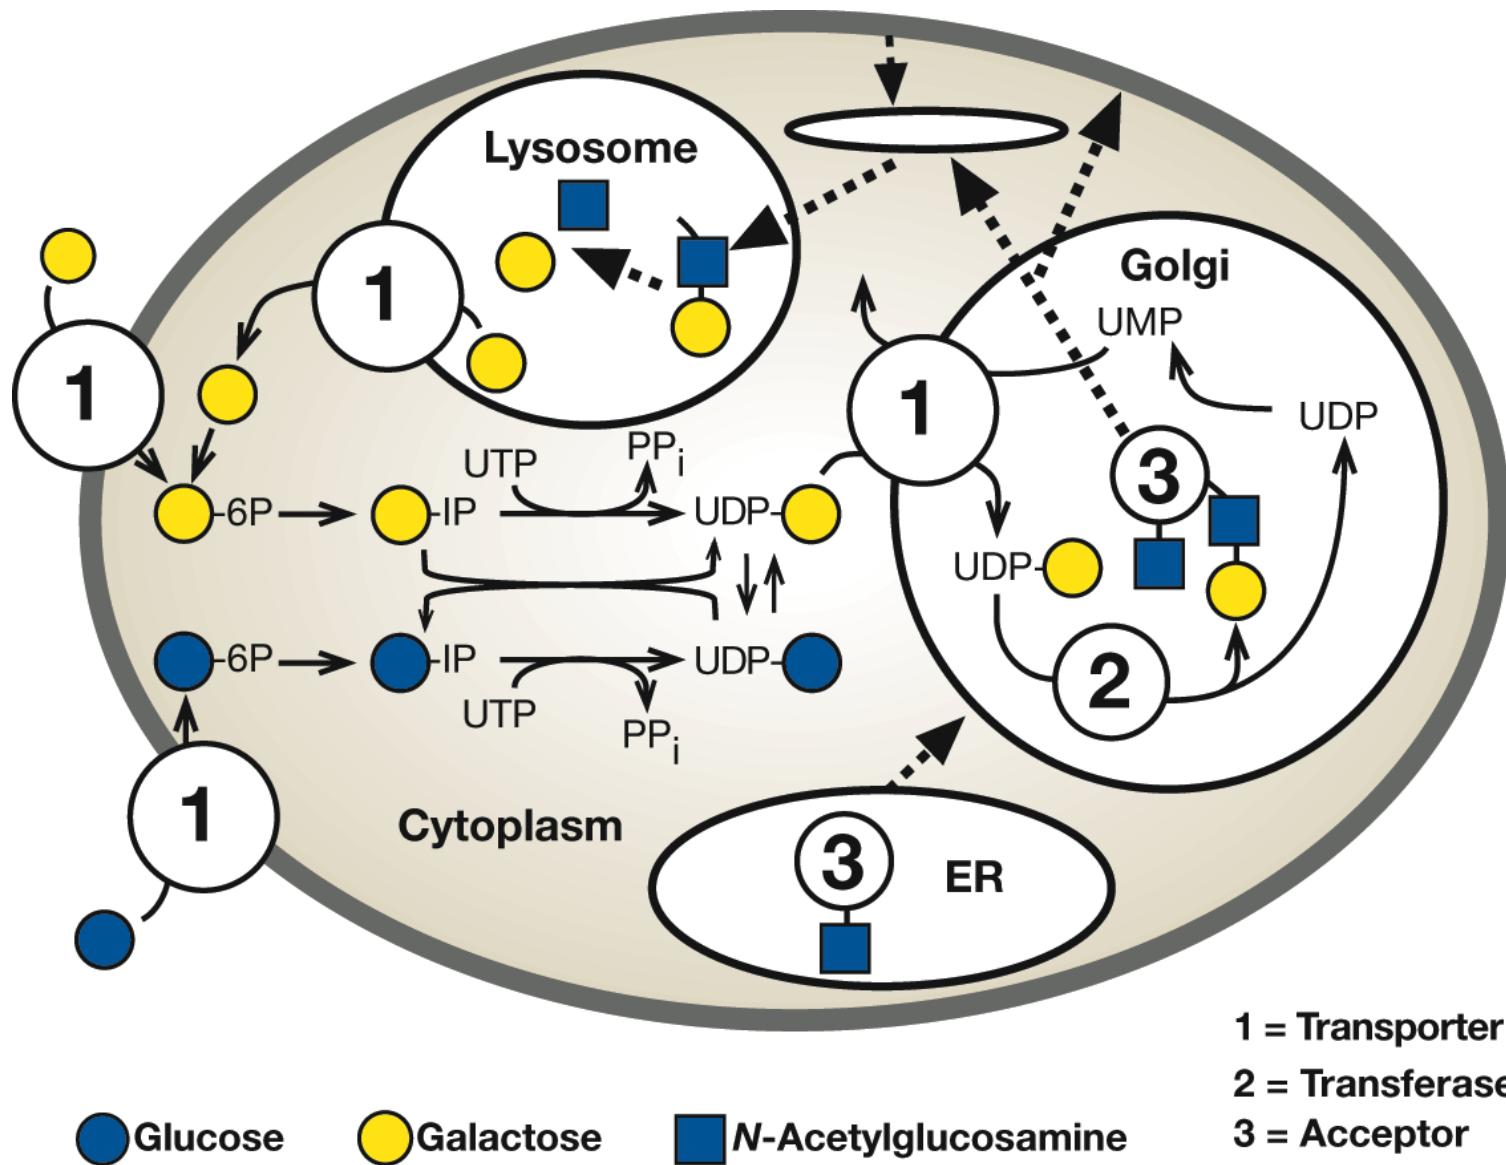 Lysosome
1
1
Golgi
UMP
1
UDP
UTP
PPi
3
-6P
-IP
UDP-
UDP-
-6P
-IP
UDP-
2
UTP
PPi
1
Cytoplasm
3
ER
1 = Transporter
2 = Transferase
3 = Acceptor
Glucose
Galactose
N-Acetylglucosamine